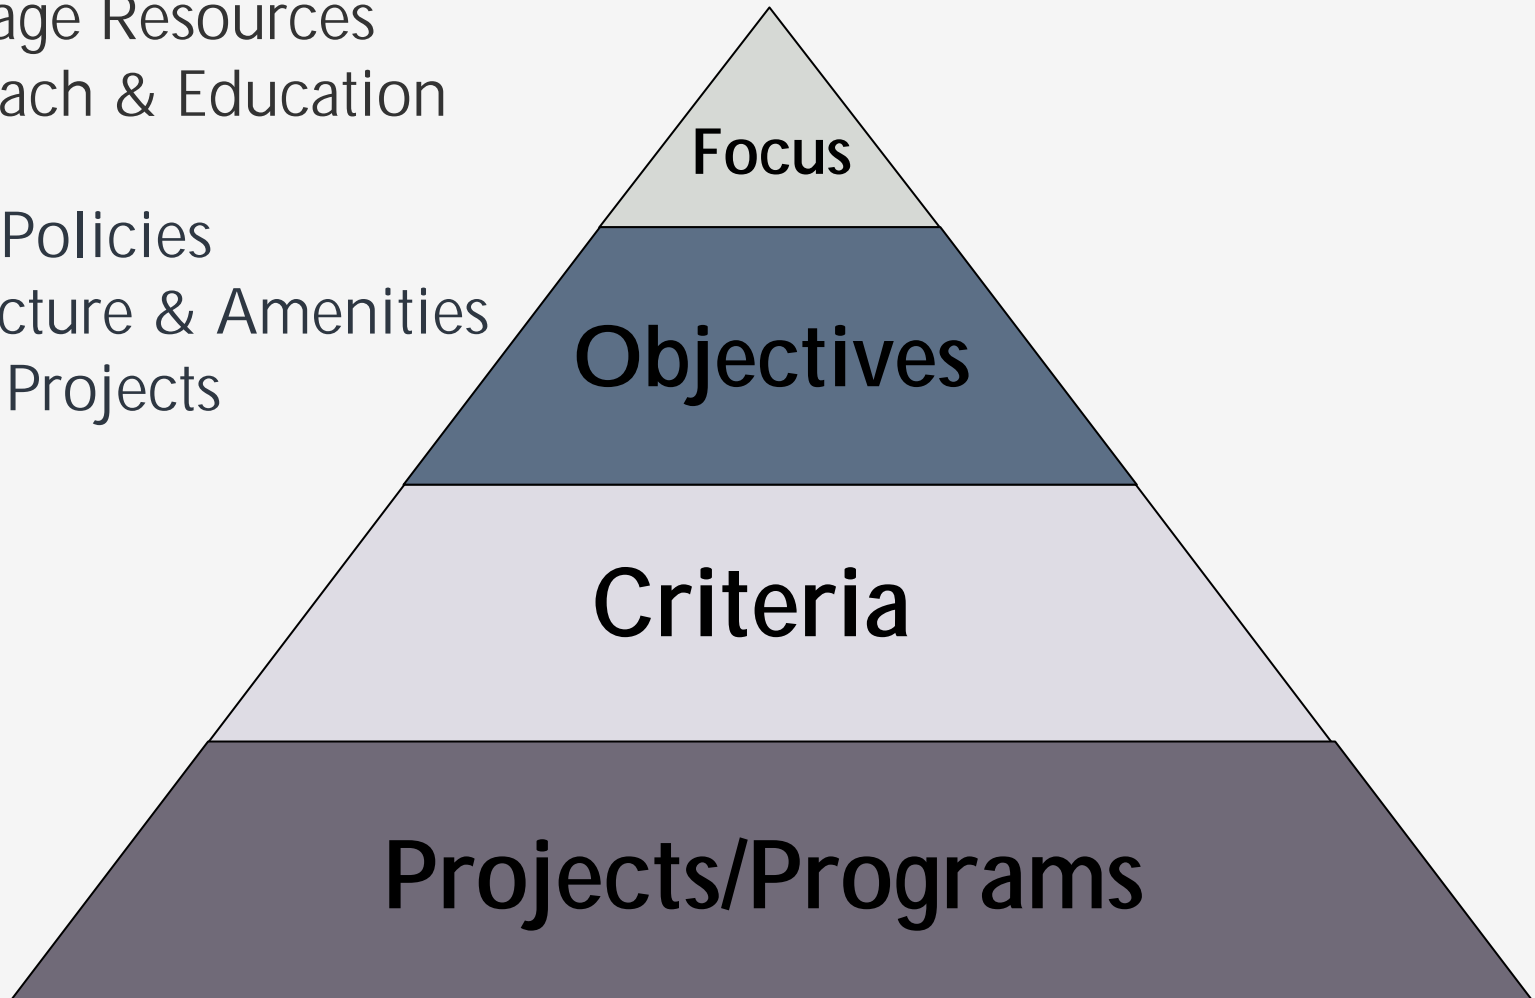 age Resources
ach & Education
Policies
cture & Amenities
Projects
Focus
Objectives
Criteria
Projects/Programs